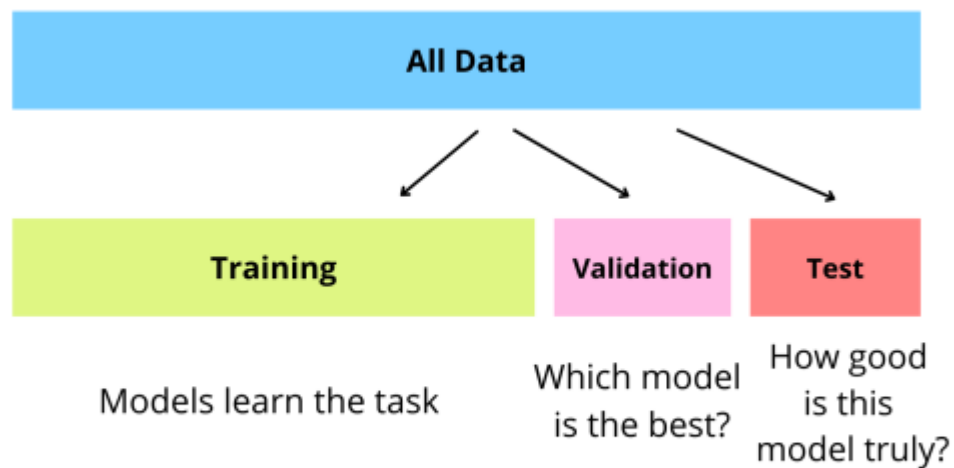 All Data
Training
Validation
Test
Models learn the task
Which model
is the best?
How good
is this
model truly?